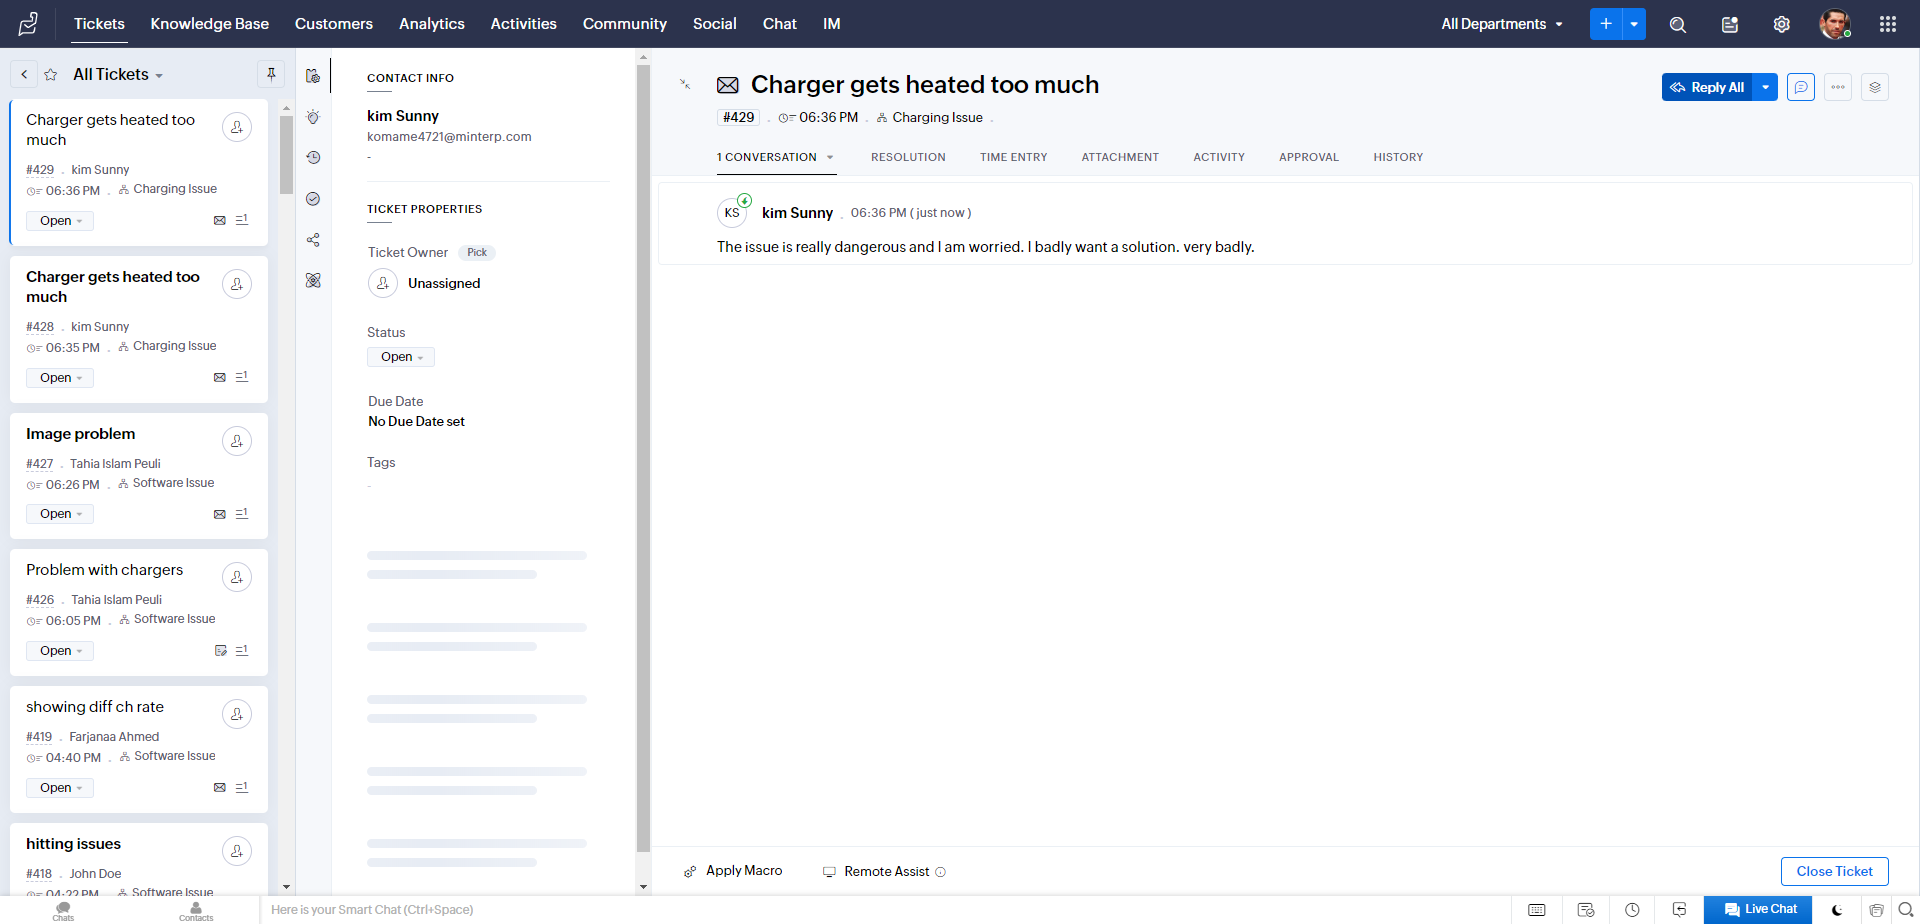 Tickets Knowledge Base Customers Analytics Activities Community Social Chat IM All Departments
All Tickets
Charger gets heated too much
#429 . kim Sunny
06:36 PM . Charging Issue
Open
1
Charger gets heated too much
#428 . kim Sunny
06:35 PM . Charging Issue
Open
1
Image problem
#427 . Tahia Islam Peuli
06:26 PM . Software Issue
Open
1
Problem with chargers
#426 . Tahia Islam Peuli
06:05 PM . Software Issue
Open
1
showing diff ch rate
#419 . Farjanaa Ahmed
04:40 PM . Software Issue
Open
1
hitting issues
#418 . John Doe
04:22 PM . Software Issue
CONTACT INFO
kim Sunny
komame4721@minterp.com
-
TICKET PROPERTIES
Ticket Owner Pick
Unassigned
Status
Open
Due Date
No Due Date set
Tags
-
Charger gets heated too much
#429 . 06:36 PM . Charging Issue .
Reply All
1 CONVERSATION RESOLUTION TIME ENTRY ATTACHMENT ACTIVITY APPROVAL HISTORY
KS kim Sunny . 06:36 PM ( just now )
The issue is really dangerous and I am worried. I badly want a solution. very badly.
Apply Macro Remote Assist Close Ticket
Chats Contacts Here is your Smart Chat (Ctrl+Space) Live Chat